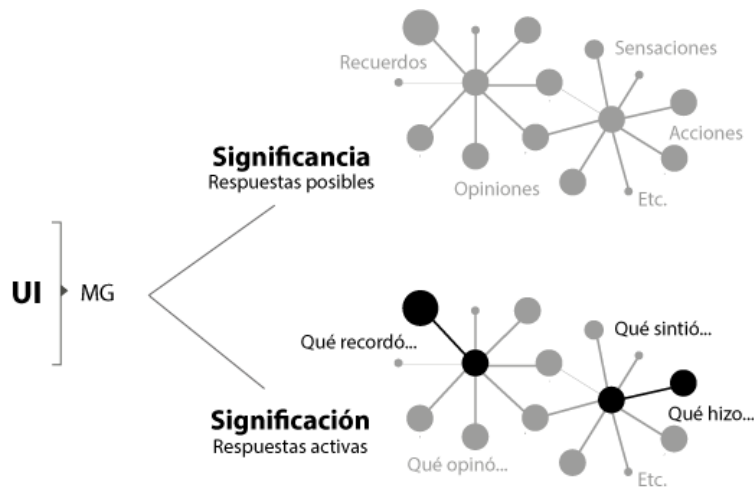 Recuerdos
Sensaciones
Acciones
Significancia
Respuestas posibles
Opiniones
Etc.
UI
MG
Qué recordó...
Qué sintió...
Qué hizo...
Significación
Respuestas activas
Qué opinó...
Etc.